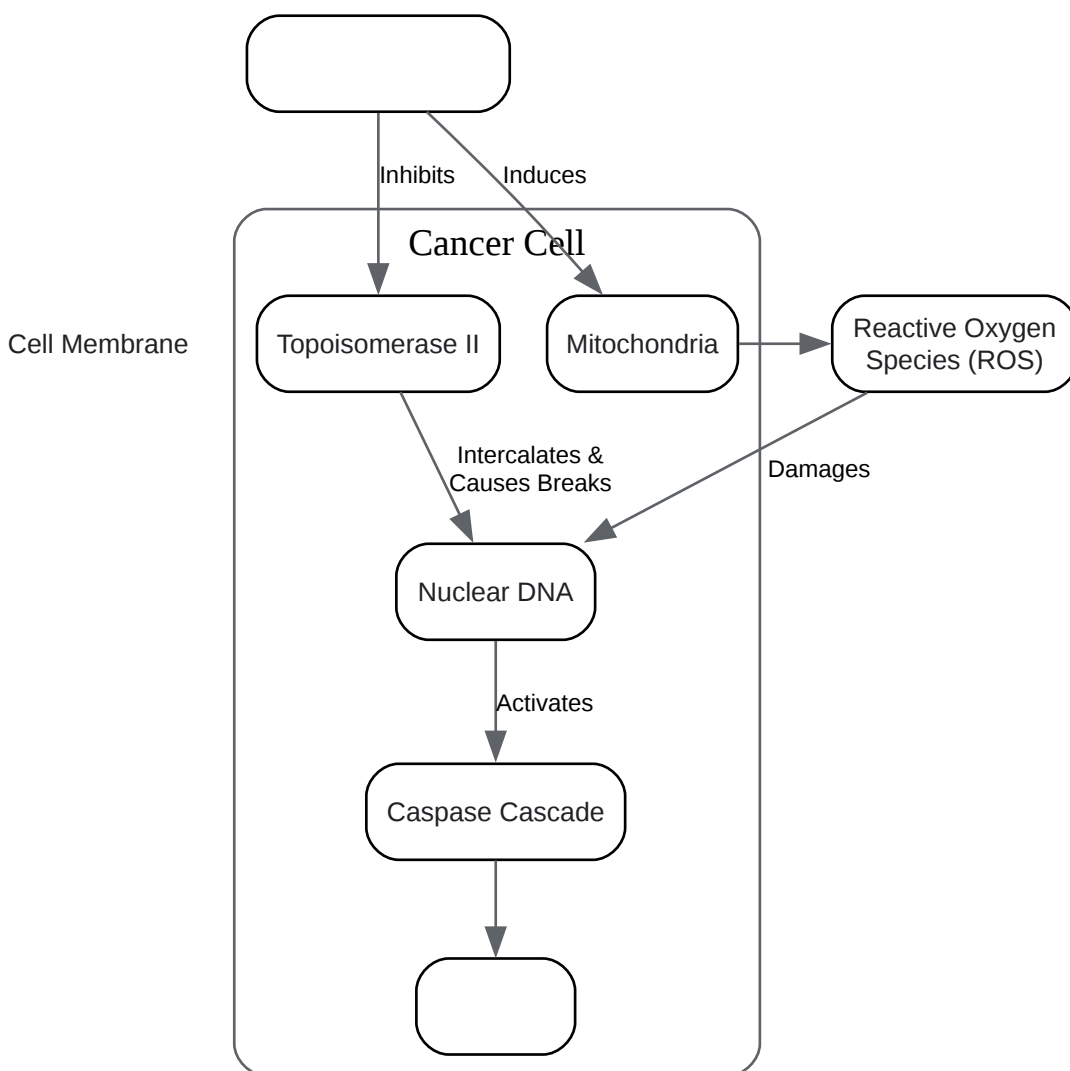 Inhibits
Induces
Cancer Cell
Cell Membrane
Topoisomerase II
Mitochondria
Reactive Oxygen
Species (ROS)
Intercalates &
Causes Breaks
Damages
Nuclear DNA
Activates
Caspase Cascade